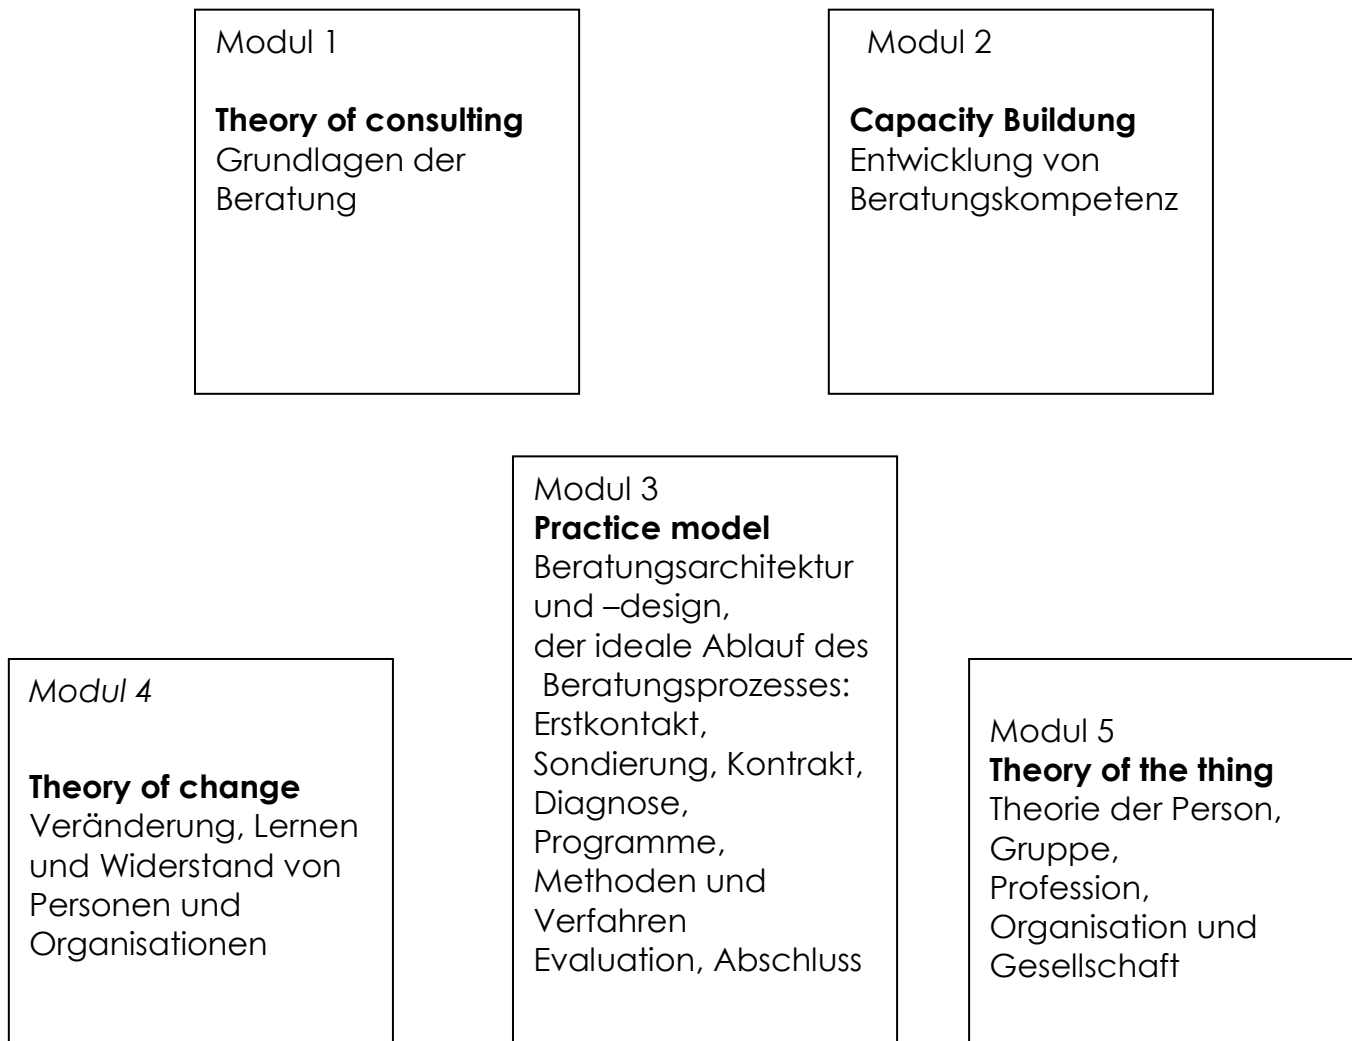 Modul 1
Theory of consulting
Grundlagen der
Beratung
Modul 2
Capacity Buildung
Entwicklung von
Beratungskompetenz
Modul 3
Practice model
Beratungsarchitektur
und –design,
der ideale Ablauf des
Beratungsprozesses:
Erstkontakt,
Sondierung, Kontrakt,
Diagnose,
Programme,
Methoden und
Verfahren
Evaluation, Abschluss
Modul 4
Theory of change
Veränderung, Lernen
und Widerstand von
Personen und
Organisationen
Modul 5
Theory of the thing
Theorie der Person,
Gruppe,
Profession,
Organisation und
Gesellschaft